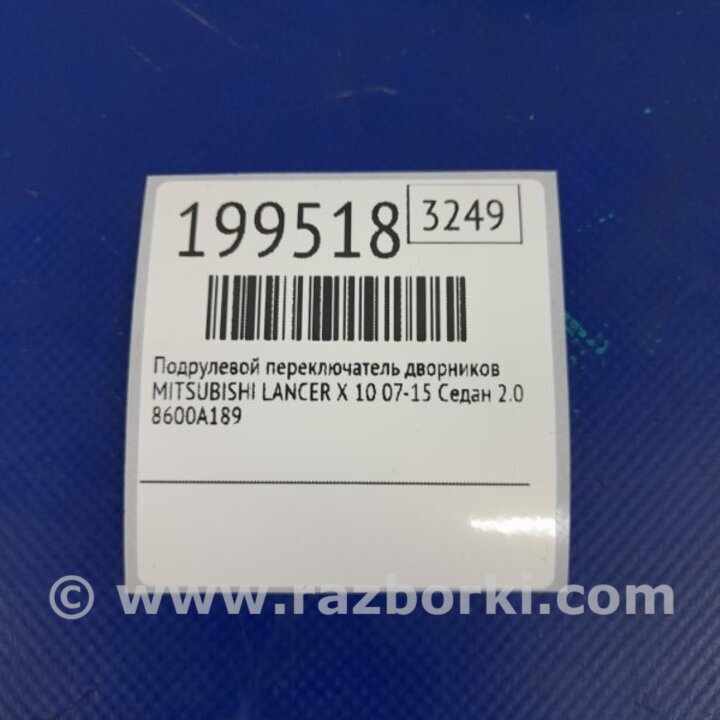 199518
3249
Подрулевой переключатель дворников
MITSUBISHI LANCER X 10 07-15 Седан 2.0
8600A189
© www.razborki.com